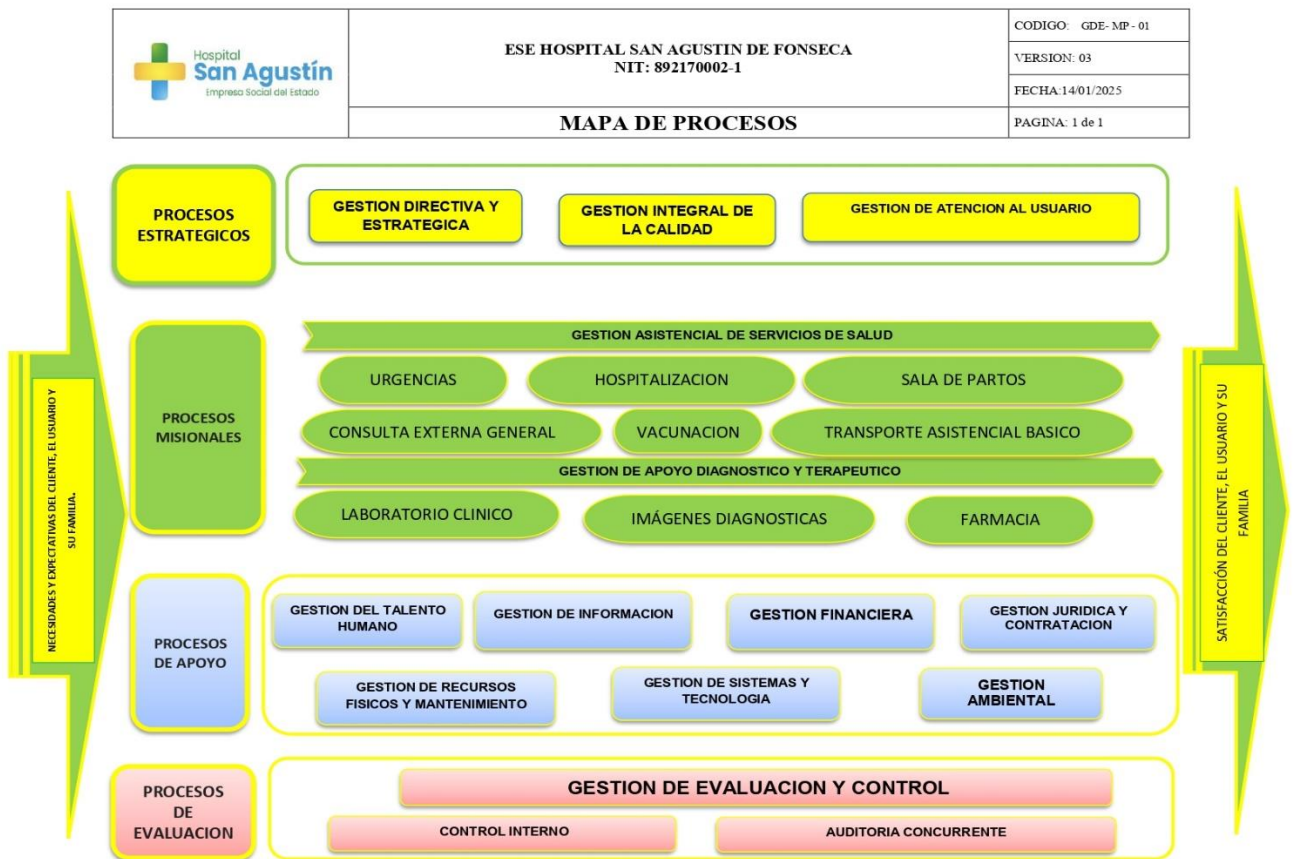 Hospital
San Agustín
Empresa Social del Estado
ESE HOSPITAL SAN AGUSTIN DE FONSECA
NIT: 892170002-1
MAPA DE PROCESOS
CODIGO: GDE- MP - 01
VERSION: 03
FECHA:14/01/2025
PAGINA: 1 de 1
NECESIDADES Y EXPECTATIVAS DEL CLIENTE, EL USUARIO Y
SU FAMILIA.
PROCESOS
ESTRATEGICOS
GESTION DIRECTIVA Y
ESTRATEGICA
GESTION INTEGRAL DE
LA CALIDAD
GESTION DE ATENCION AL USUARIO
PROCESOS
MISIONALES
GESTION ASISTENCIAL DE SERVICIOS DE SALUD
URGENCIAS
HOSPITALIZACION
SALA DE PARTOS
CONSULTA EXTERNA GENERAL
VACUNACION
TRANSPORTE ASISTENCIAL BASICO
GESTION DE APOYO DIAGNOSTICO Y TERAPEUTICO
LABORATORIO CLINICO
IMÁGENES DIAGNOSTICAS
FARMACIA
PROCESOS
DE APOYO
GESTION DEL TALENTO
HUMANO
GESTION DE INFORMACION
GESTION FINANCIERA
GESTION JURIDICA Y
CONTRATACION
GESTION DE RECURSOS
FISICOS Y MANTENIMIENTO
GESTION DE SISTEMAS Y
TECNOLOGIA
GESTION
AMBIENTAL
PROCESOS
DE
EVALUACION
GESTION DE EVALUACION Y CONTROL
CONTROL INTERNO
AUDITORIA CONCURRENTE
SATISFACCIÓN DEL CLIENTE, EL USUARIO Y SU
FAMILIA